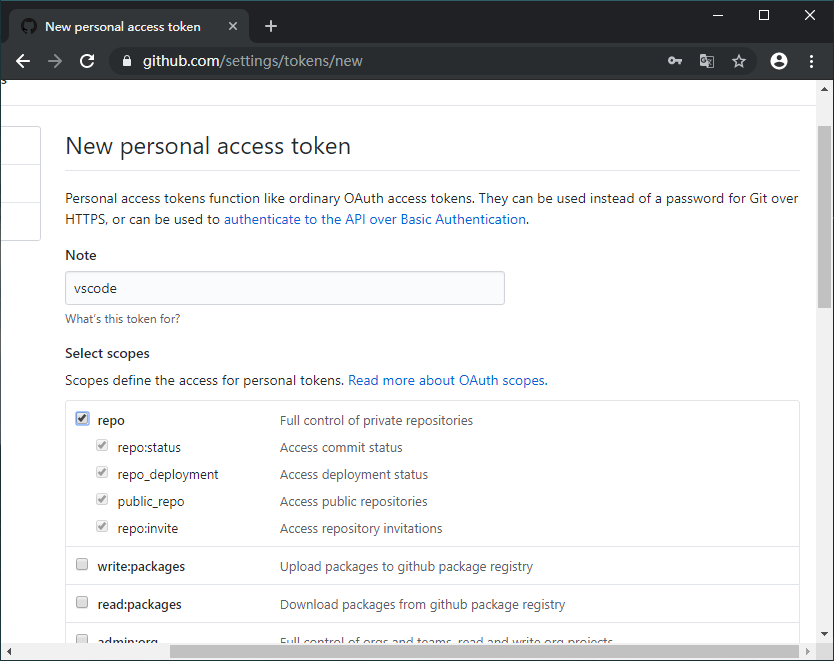 New personal access token
github.com/settings/tokens/new
New personal access token
Personal access tokens function like ordinary OAuth access tokens. They can be used instead of a password for Git over
HTTPS, or can be used to authenticate to the API over Basic Authentication.
Note
vscode
What's this token for?
Select scopes
Scopes define the access for personal tokens. Read more about OAuth scopes.
repo Full control of private repositories
repo:status Access commit status
repo_deployment Access deployment status
public_repo Access public repositories
repo:invite Access repository invitations
write:packages Upload packages to github package registry
read:packages Download packages from github package registry
admin:org Full control of orgs and teams, read and write org projects